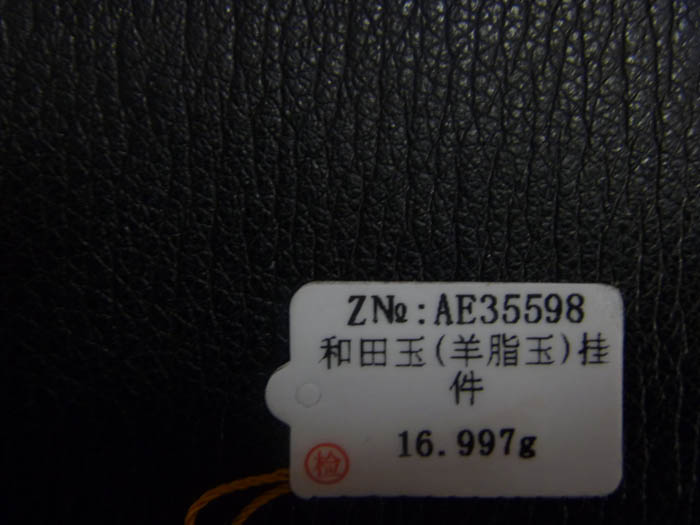 Z№:AE35598
和田玉(羊脂玉)挂
件
16.997g
检